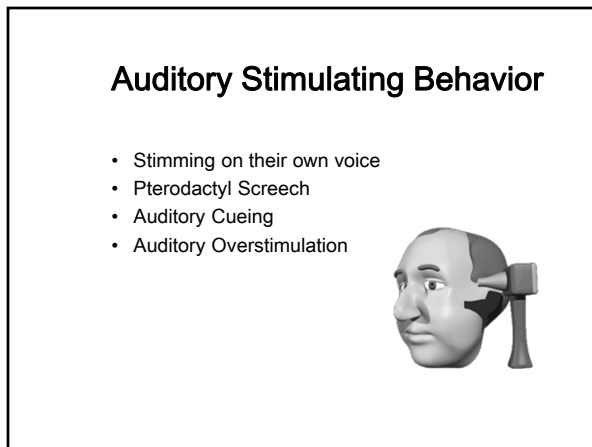 Auditory Stimulating Behavior
• Stimming on their own voice
• Pterodactyl Screech
• Auditory Cueing
• Auditory Overstimulation